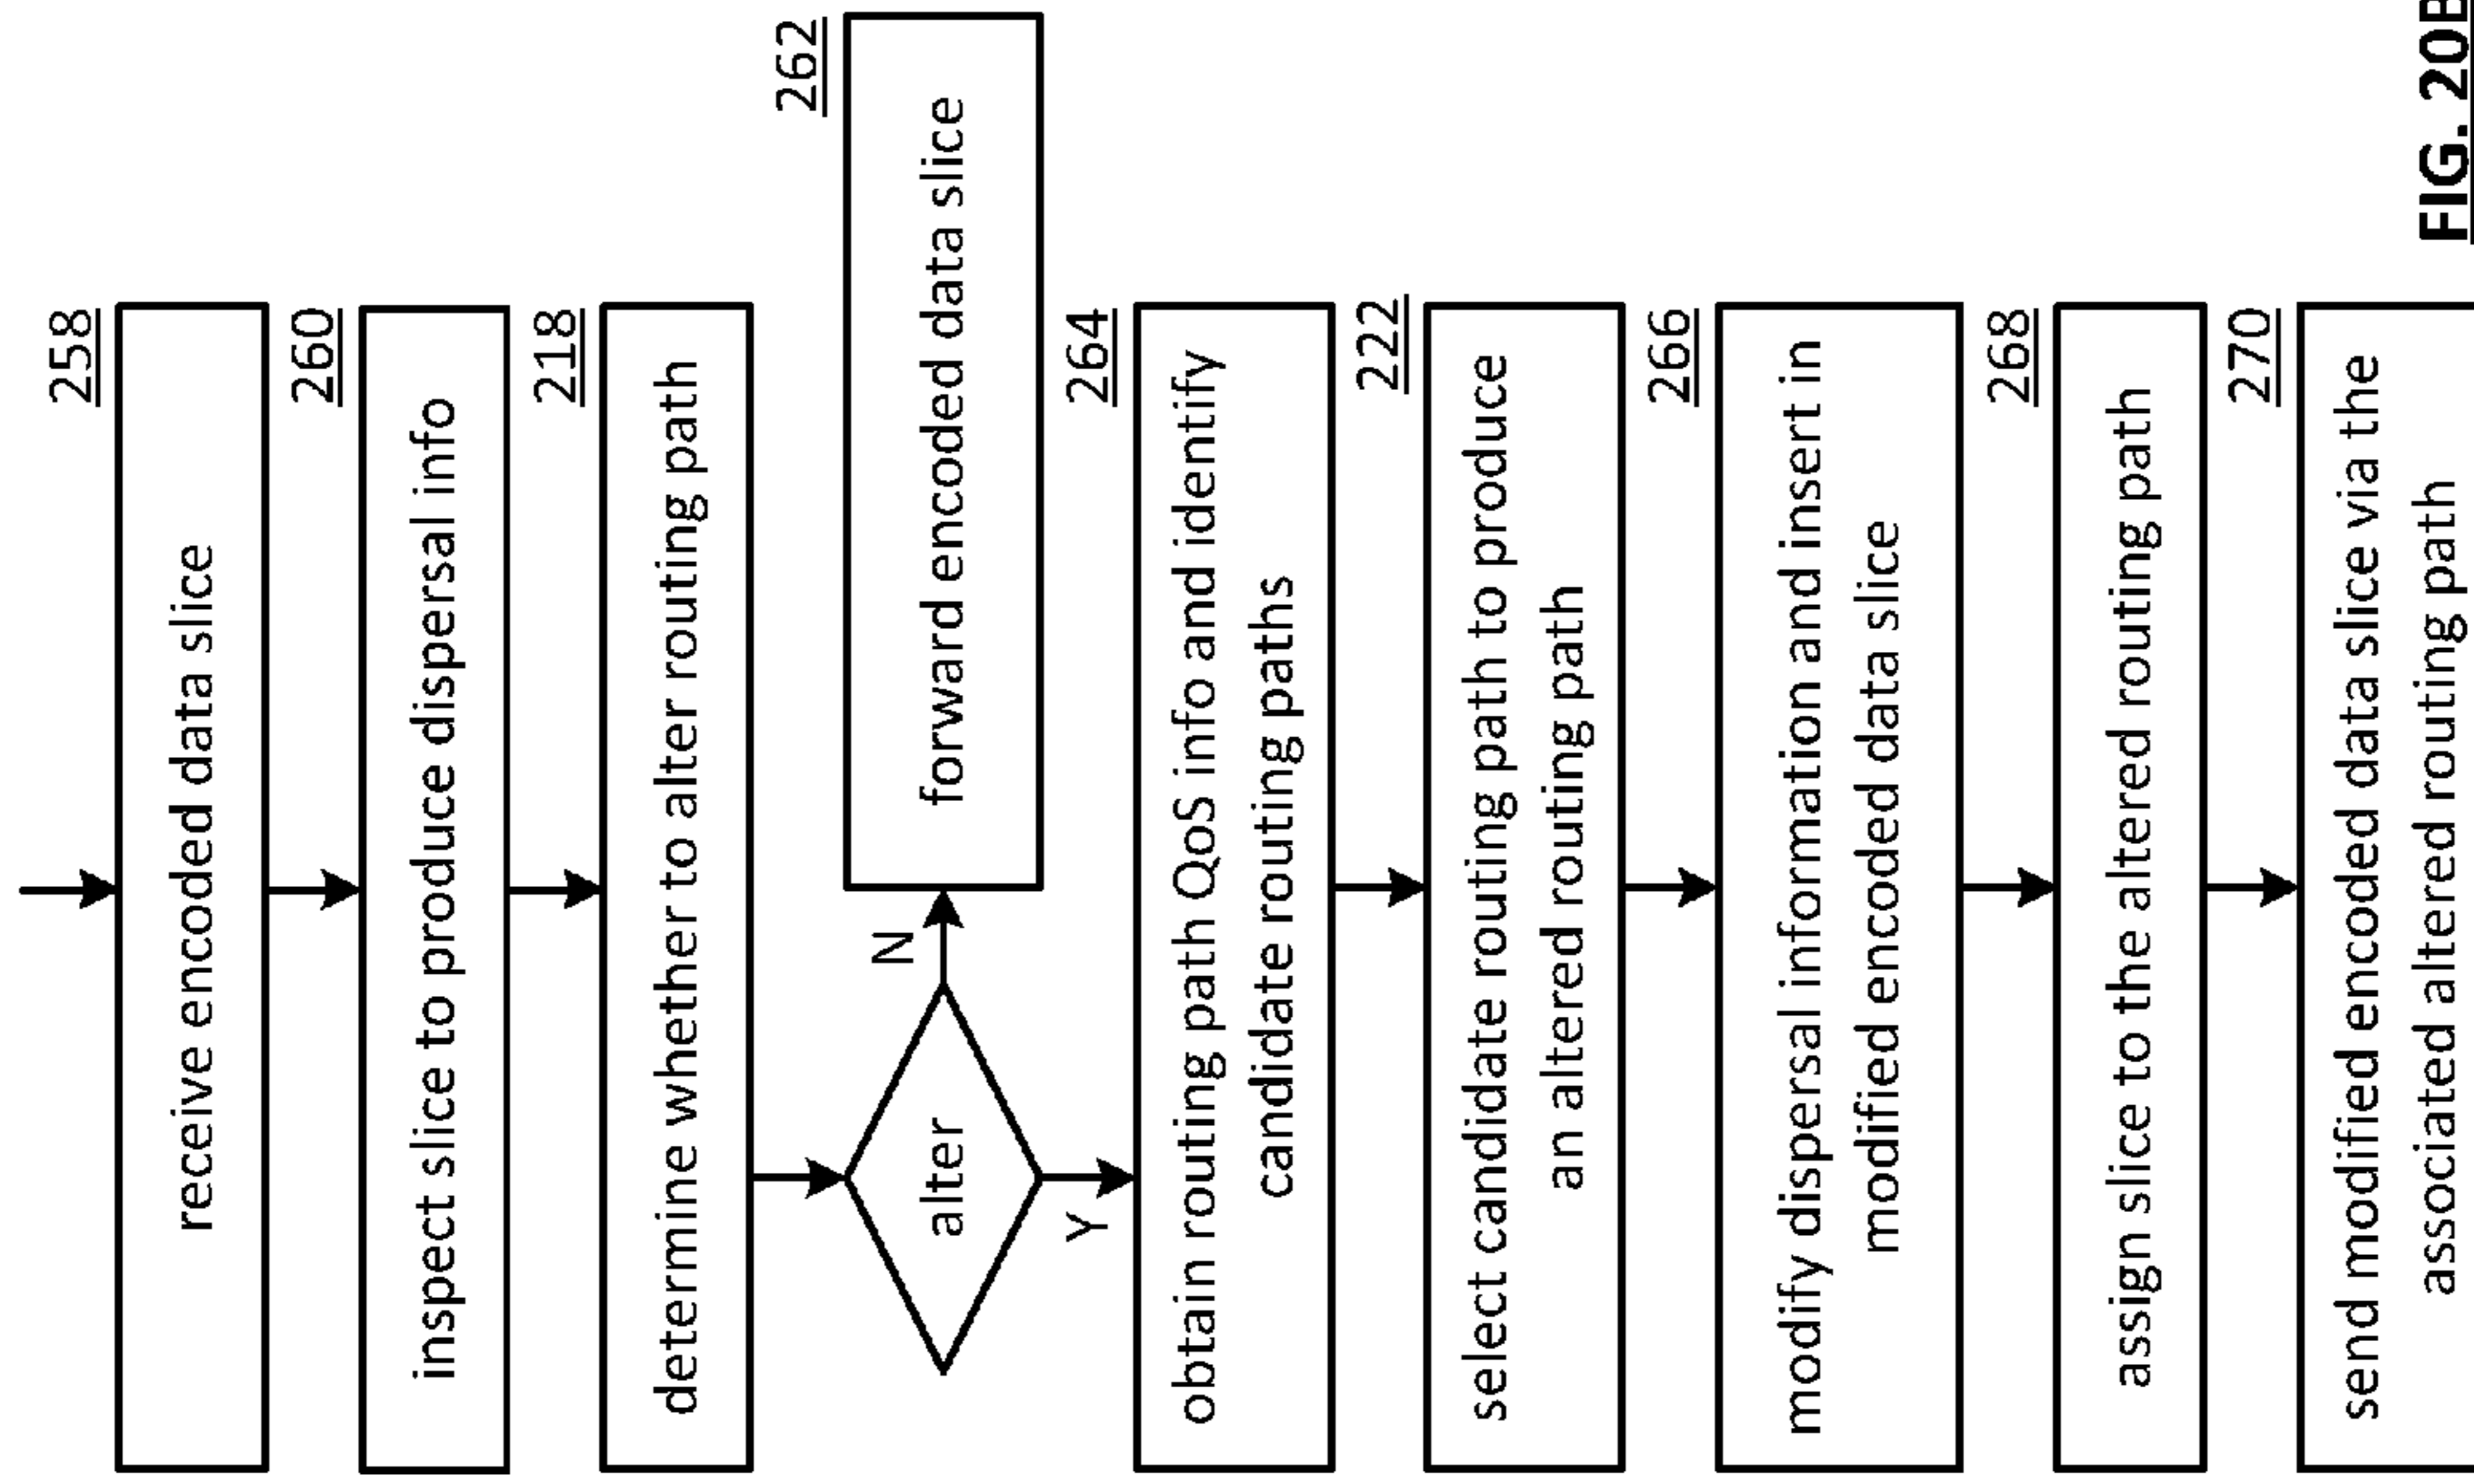 258
receive encoded data slice
260
inspect slice to produce dispersal info
218
determine whether to alter routing path
alter
N
262
forward encoded data slice
Y
264
obtain routing path QoS info and identify
candidate routing paths
222
select candidate routing path to produce
an altered routing path
266
modify dispersal information and insert in
modified encoded data slice
268
assign slice to the altered routing path
270
send modified encoded data slice via the
associated altered routing path
FIG. 20B